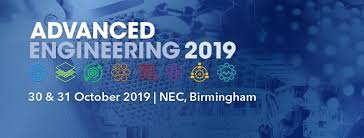 ADVANCED
ENGINEERING 2019
30 & 31 October 2019 | NEC, Birmingham